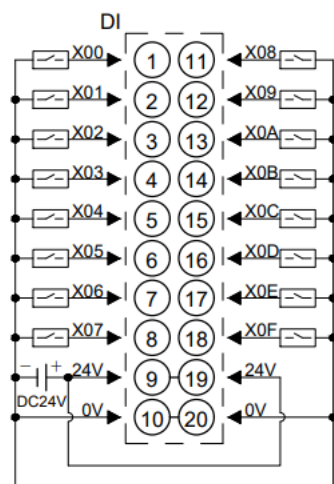 DI
X00 1 11 X08
X01 2 12 X09
X02 3 13 X0A
X03 4 14 X0B
X04 5 15 X0C
X05 6 16 X0D
X06 7 17 X0E
X07 8 18 X0F
− + 24V 9 19 24V
DC24V 0V 10 20 0V